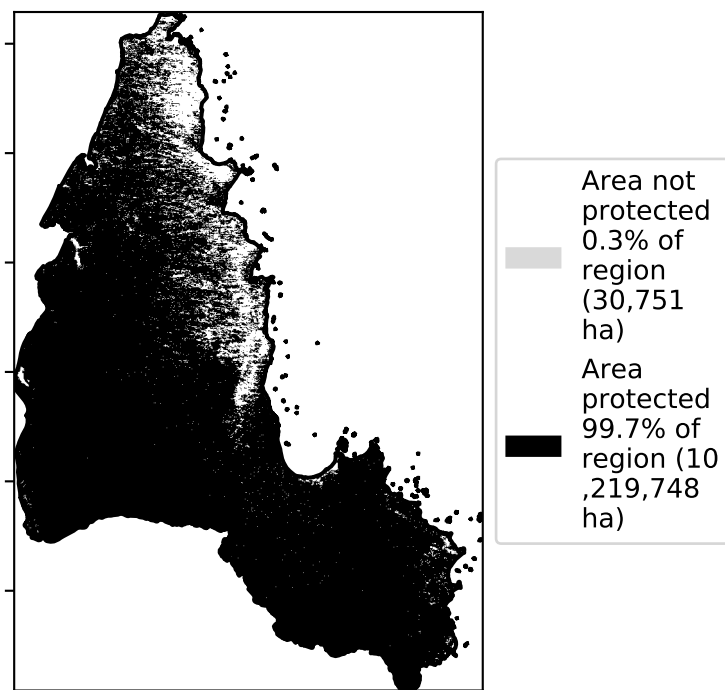 Area not
protected
0.3% of
region
(30,751
ha)
Area
protected
99.7% of
region (10
,219,748
ha)